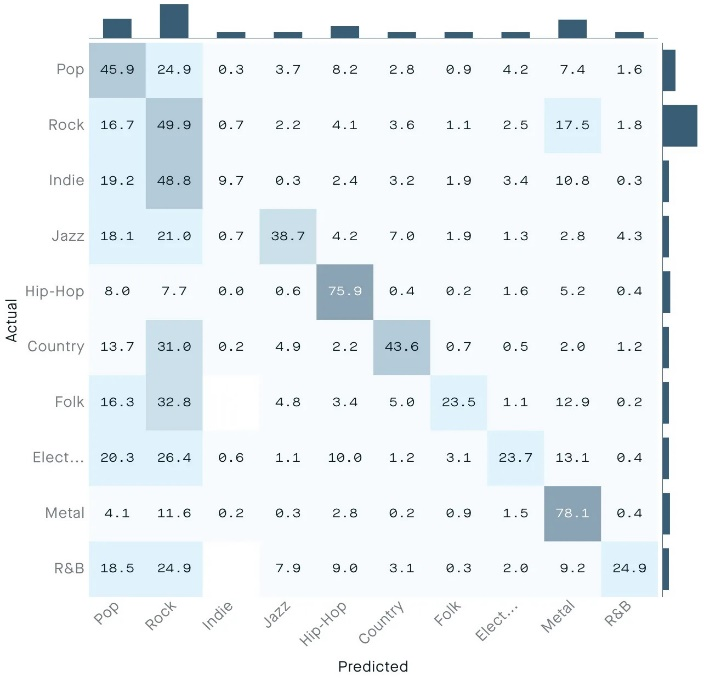 Pop 45.9 24.9 0.3 3.7 8.2 2.8 0.9 4.2 7.4 1.6
Rock 16.7 49.9 0.7 2.2 4.1 3.6 1.1 2.5 17.5 1.8
Indie 19.2 48.8 9.7 0.3 2.4 3.2 1.9 3.4 10.8 0.3
Jazz 18.1 21.0 0.7 38.7 4.2 7.0 1.9 1.3 2.8 4.3
Hip-Hop 8.0 7.7 0.0 0.6 75.9 0.4 0.2 1.6 5.2 0.4
Actual
Country 13.7 31.0 0.2 4.9 2.2 43.6 0.7 0.5 2.0 1.2
Folk 16.3 32.8 4.8 3.4 5.0 23.5 1.1 12.9 0.2
Elect... 20.3 26.4 0.6 1.1 10.0 1.2 3.1 23.7 13.1 0.4
Metal 4.1 11.6 0.2 0.3 2.8 0.2 0.9 1.5 78.1 0.4
R&B 18.5 24.9 7.9 9.0 3.1 0.3 2.0 9.2 24.9
Pop Rock Indie Jazz Hip-Hop Country Folk Elect... Metal R&B
Predicted